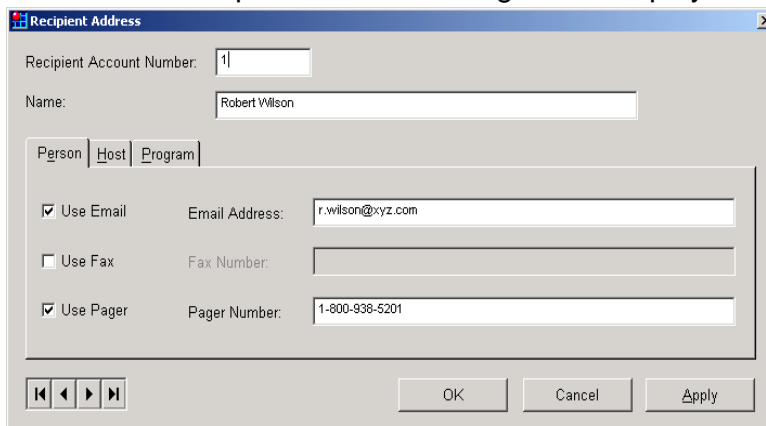 Recipient Address
Recipient Account Number: 1
Name: Robert Wilson
Person Host Program
Use Email Email Address: r.wilson@xyz.com
Use Fax Fax Number:
Use Pager Pager Number: 1-800-938-5201
OK Cancel Apply